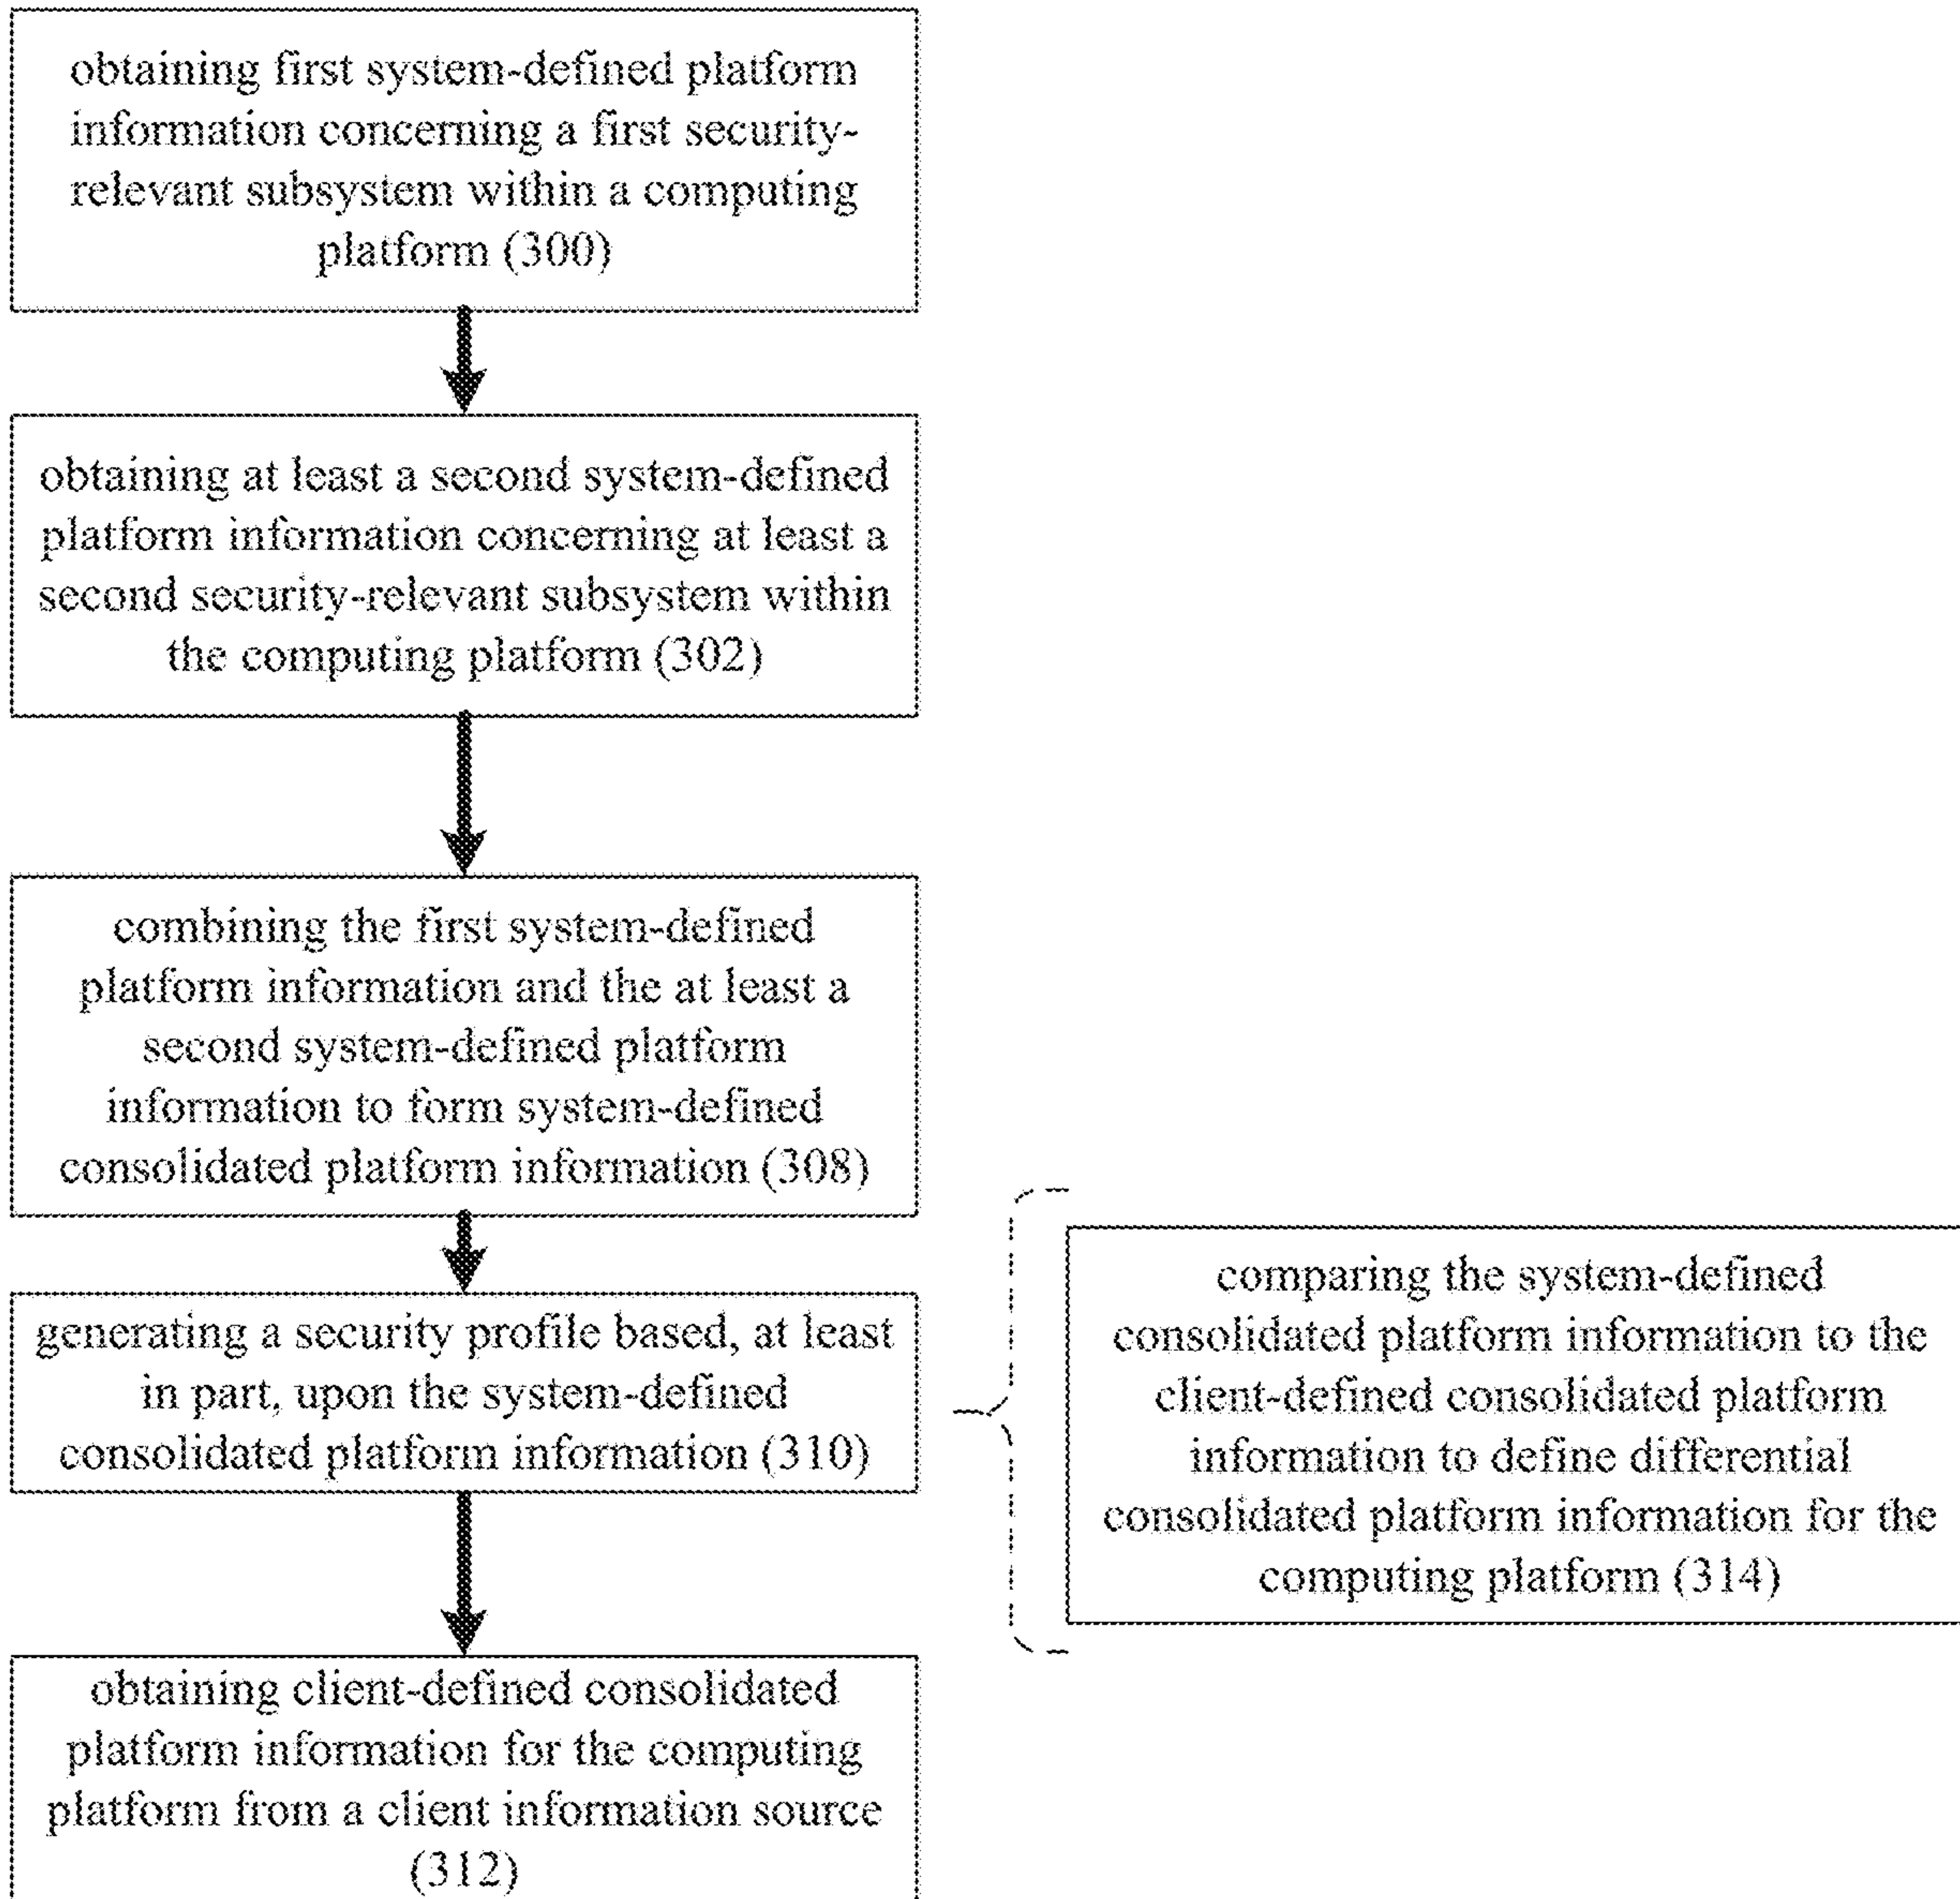 obtaining first system-defined platform
information concerning a first security-
relevant subsystem within a computing
platform (300)
obtaining at least a second system-defined
platform information concerning at least a
second security-relevant subsystem within
the computing platform (302)
combining the first system-defined
platform information and the at least a
second system-defined platform
information to form system-defined
consolidated platform information (308)
generating a security profile based, at least
in part, upon the system-defined
consolidated platform information (310)
comparing the system-defined
consolidated platform information to the
client-defined consolidated platform
information to define differential
consolidated platform information for the
computing platform (314)
obtaining client-defined consolidated
platform information for the computing
platform from a client information source
(312)